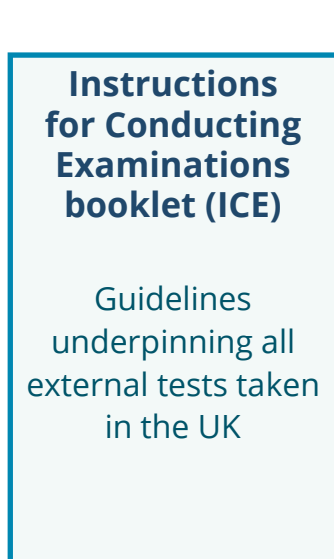 Instructions
for Conducting
Examinations
booklet (ICE)
Guidelines
underpinning all
external tests taken
in the UK